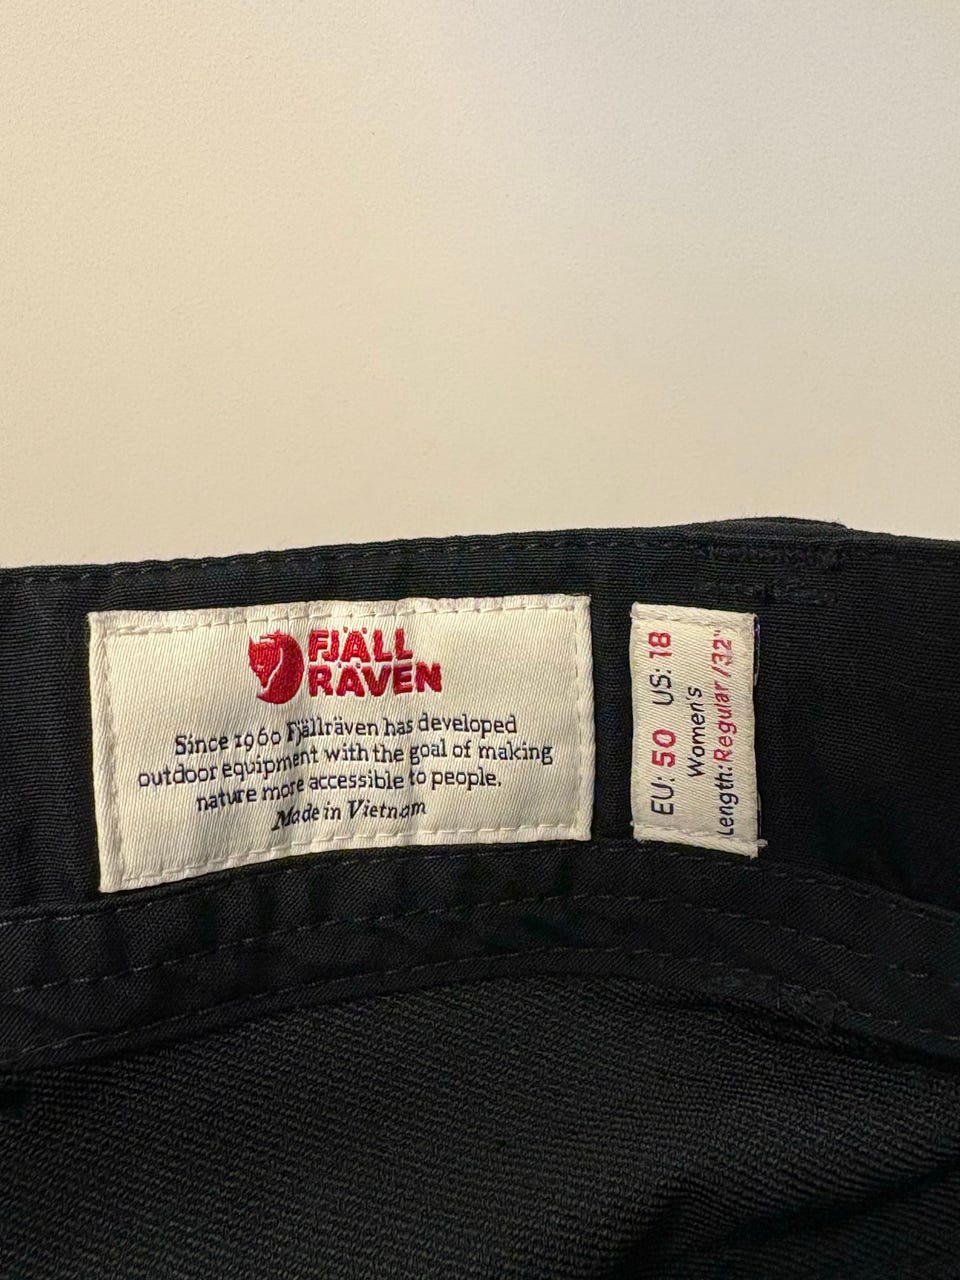 FJÄLL
RÄVEN
Since 1960 Fjällräven has developed
outdoor equipment with the goal of making
nature more accessible to people.
Made in Vietnam
EU: 50 US: 18
Women's
Length: Regular /32"